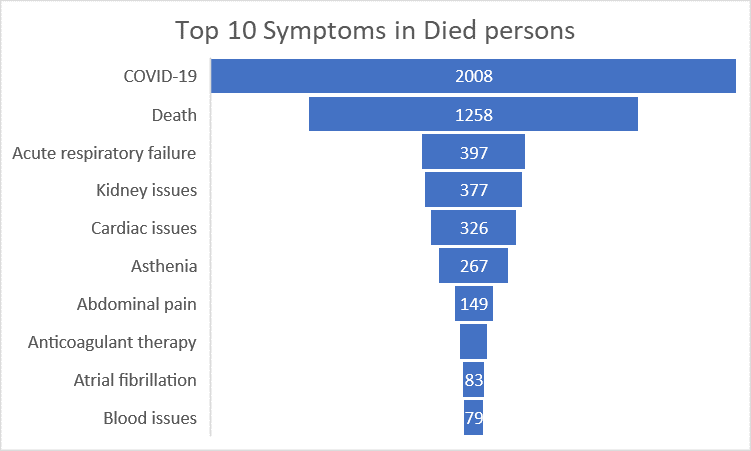 Top 10 Symptoms in Died persons
COVID-19 2008
Death 1258
Acute respiratory failure 397
Kidney issues 377
Cardiac issues 326
Asthenia 267
Abdominal pain 149
Anticoagulant therapy
Atrial fibrillation 83
Blood issues 79